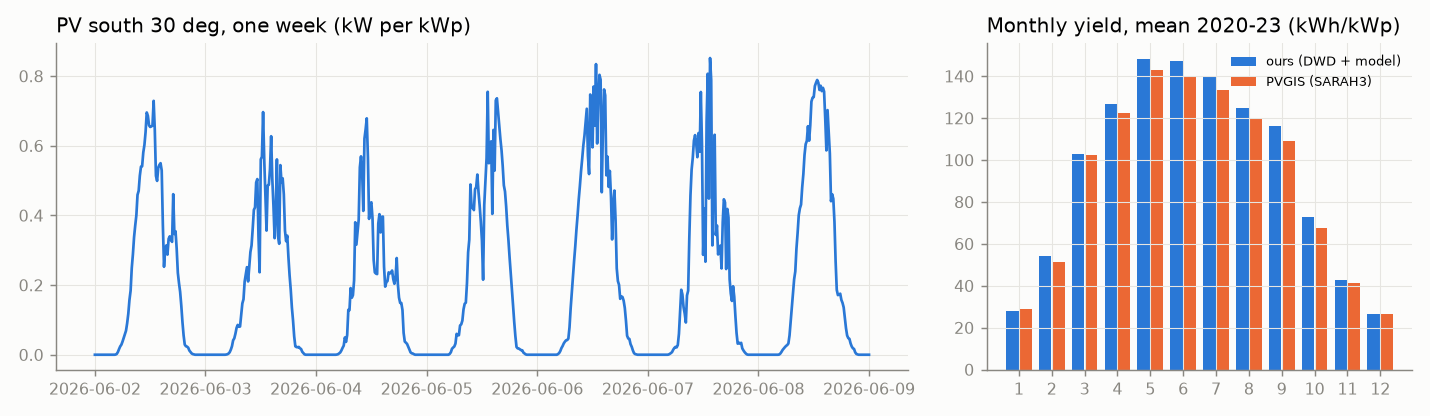 PV south 30 deg, one week (kW per kWp)
0.8
0.6
0.4
0.2
0.0
2026-06-02 2026-06-03 2026-06-04 2026-06-05 2026-06-06 2026-06-07 2026-06-08 2026-06-09
Monthly yield, mean 2020-23 (kWh/kWp)
ours (DWD + model)
PVGIS (SARAH3)
140
120
100
80
60
40
20
0
1 2 3 4 5 6 7 8 9 10 11 12